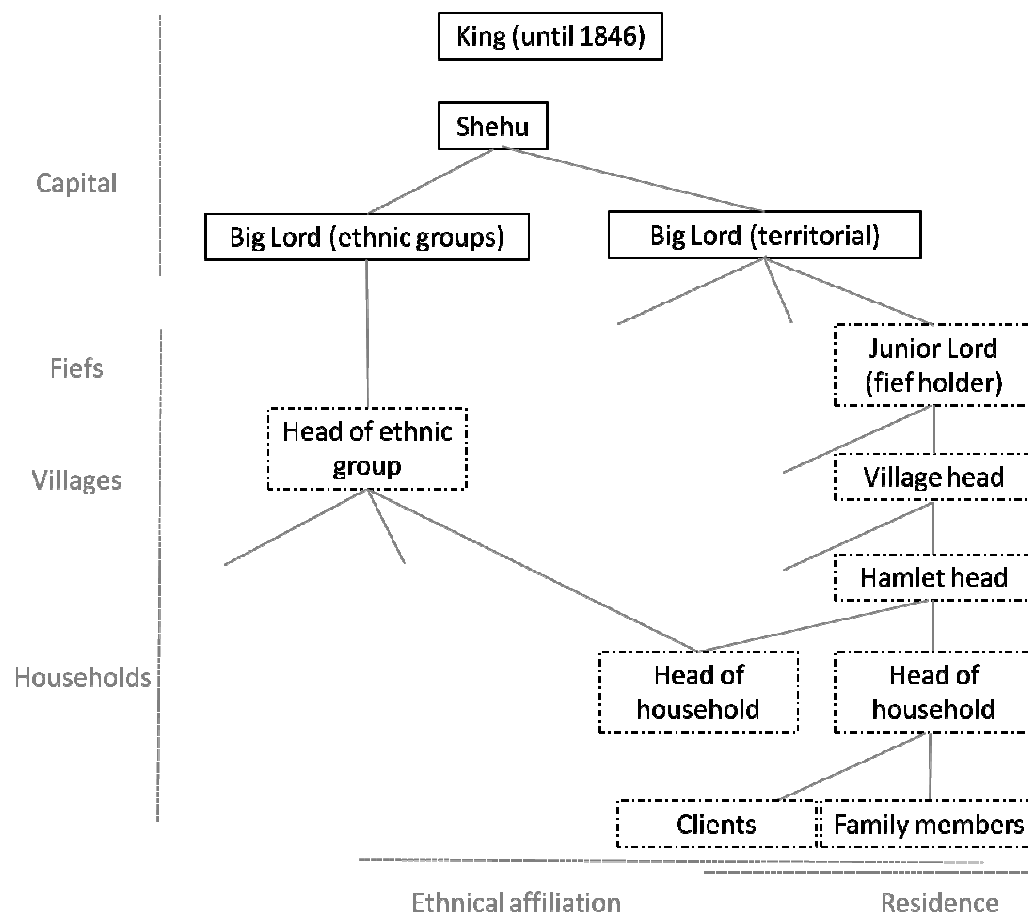 King (until 1846)
Shehu
Capital
Big Lord (ethnic groups)
Big Lord (territorial)
Fiefs
Junior Lord
(fief holder)
Head of ethnic
group
Villages
Village head
Hamlet head
Households
Head of
household
Head of
household
Clients
Family members
Ethnical affiliation
Residence